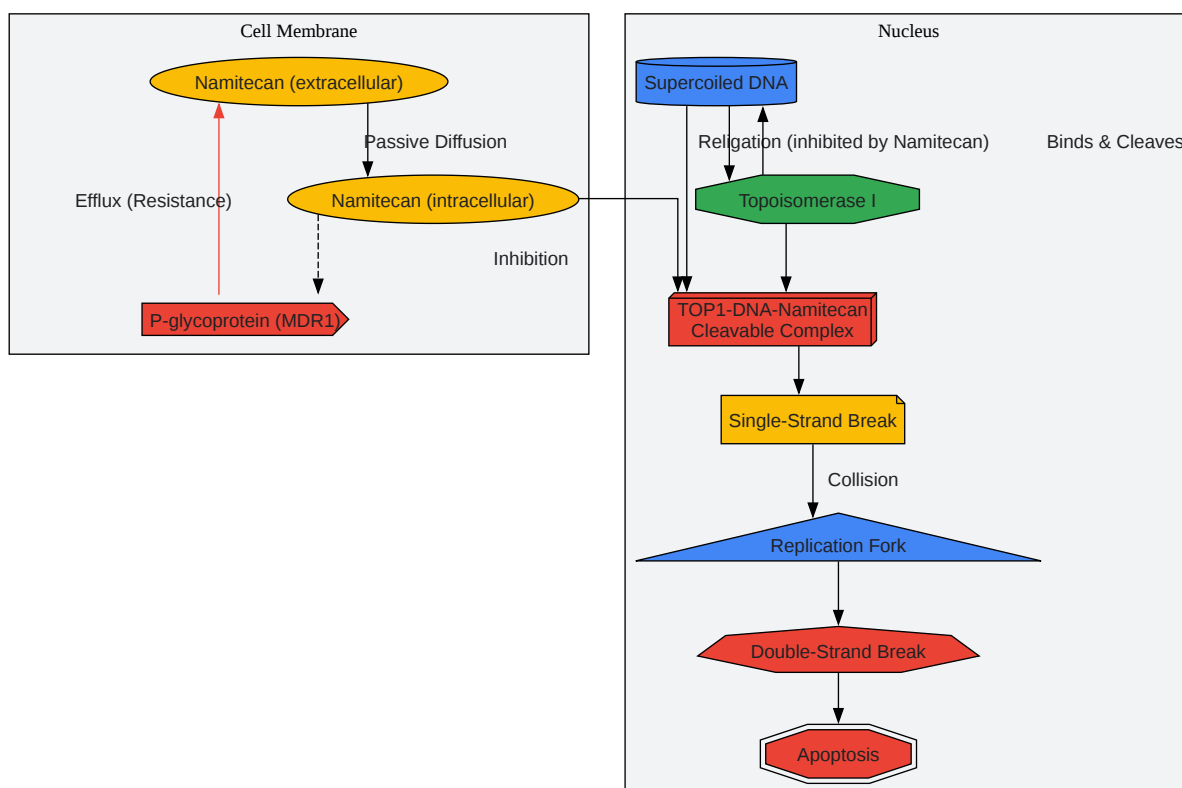 Cell Membrane
Namitecan (extracellular)
Passive Diffusion
Efflux (Resistance)
Namitecan (intracellular)
Inhibition
P-glycoprotein (MDR1)
Nucleus
Supercoiled DNA
Religation (inhibited by Namitecan)
Binds & Cleaves
Topoisomerase I
TOP1-DNA-Namitecan
Cleavable Complex
Single-Strand Break
Collision
Replication Fork
Double-Strand Break
Apoptosis